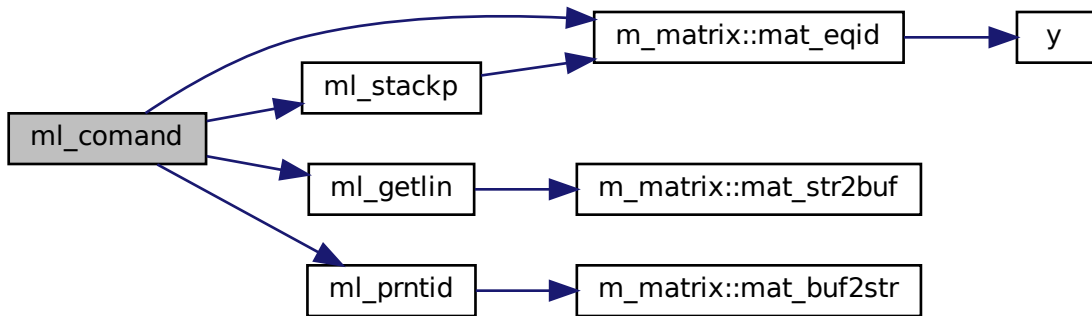 m_matrix::mat_eqid
y
ml_stackp
ml_comand
ml_getlin
m_matrix::mat_str2buf
ml_prntid
m_matrix::mat_buf2str